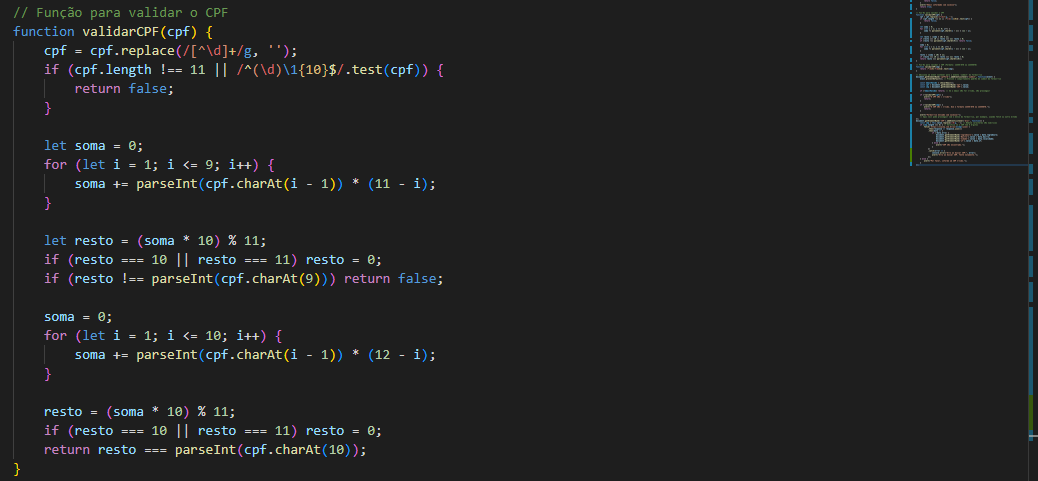 // Função para validar o CPF
function validarCPF(cpf) {
    cpf = cpf.replace(/[^\d]+/g, '');
    if (cpf.length !== 11 || /^(\d)\1{10}$/.test(cpf)) {
        return false;
    }

    let soma = 0;
    for (let i = 1; i <= 9; i++) {
        soma += parseInt(cpf.charAt(i - 1)) * (11 - i);
    }

    let resto = (soma * 10) % 11;
    if (resto === 10 || resto === 11) resto = 0;
    if (resto !== parseInt(cpf.charAt(9))) return false;

    soma = 0;
    for (let i = 1; i <= 10; i++) {
        soma += parseInt(cpf.charAt(i - 1)) * (12 - i);
    }

    resto = (soma * 10) % 11;
    if (resto === 10 || resto === 11) resto = 0;
    return resto === parseInt(cpf.charAt(10));
}